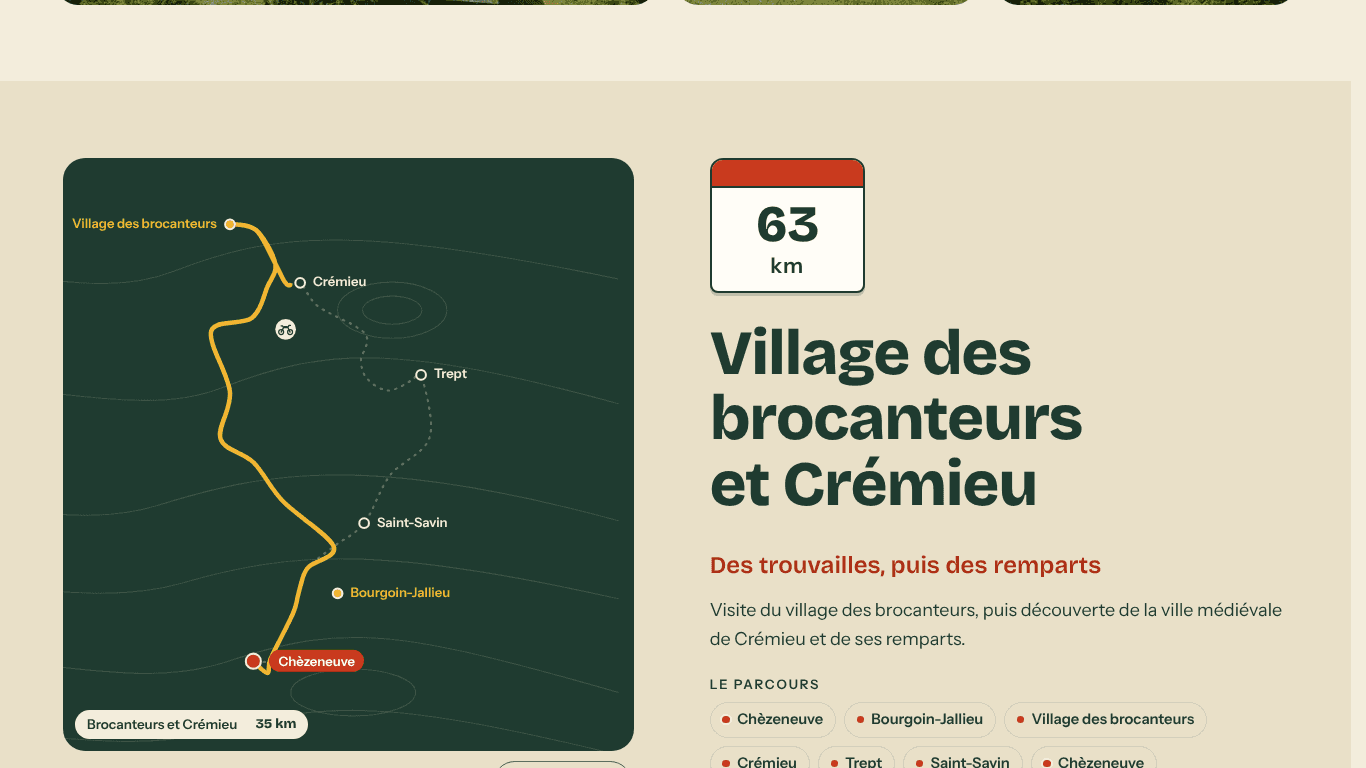 Village des brocanteurs
Crémieu
Trept
Saint-Savin
Bourgoin-Jallieu
Chèzeneuve
Brocanteurs et Crémieu 35 km
63
km
Village des
brocanteurs
et Crémieu
Des trouvailles, puis des remparts
Visite du village des brocanteurs, puis découverte de la ville médiévale
de Crémieu et de ses remparts.
LE PARCOURS
Chèzeneuve Bourgoin-Jallieu Village des brocanteurs
Crémieu Trept Saint-Savin Chèzeneuve